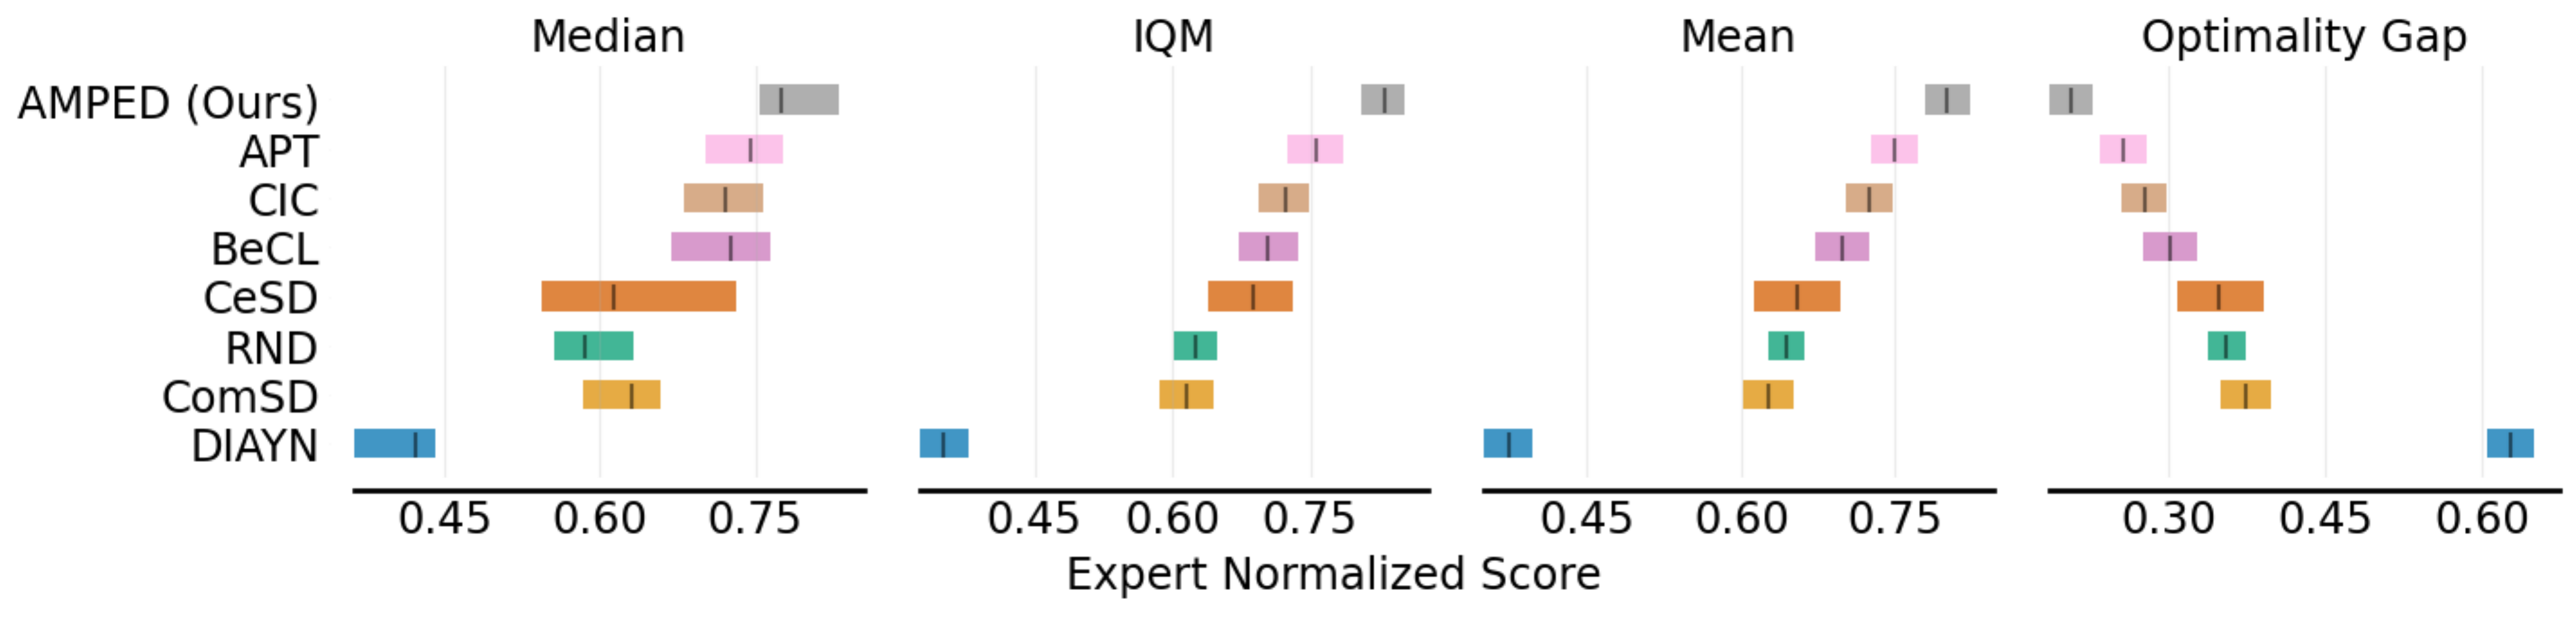 Median IQM Mean Optimality Gap
AMPED (Ours)
APT
CIC
BeCL
CeSD
RND
ComSD
DIAYN
0.45 0.60 0.75 0.45 0.60 0.75 0.45 0.60 0.75 0.30 0.45 0.60
Expert Normalized Score